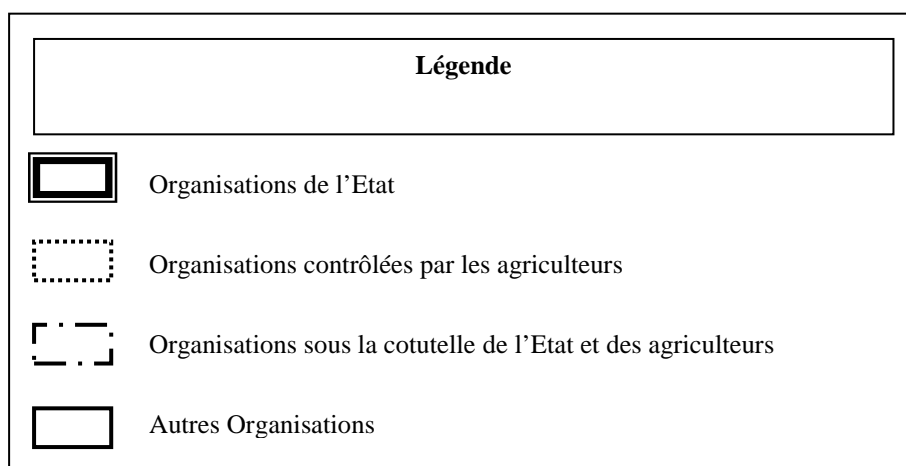 Légende
Organisations de l’Etat
Organisations contrôlées par les agriculteurs
Organisations sous la cotutelle de l’Etat et des agriculteurs
Autres Organisations